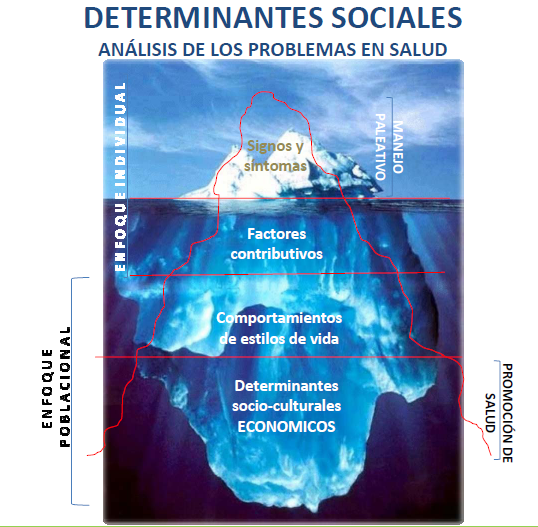 DETERMINANTES SOCIALES
ANÁLISIS DE LOS PROBLEMAS EN SALUD
ENFOQUE INDIVIDUAL
MANEJO
PALEATIVO
Signos y
síntomas
Factores
contributivos
Comportamientos
de estilos de vida
ENFOQUE
POBLACIONAL
Determinantes
socio-culturales
ECONOMICOS
PROMOCIÓN DE
SALUD